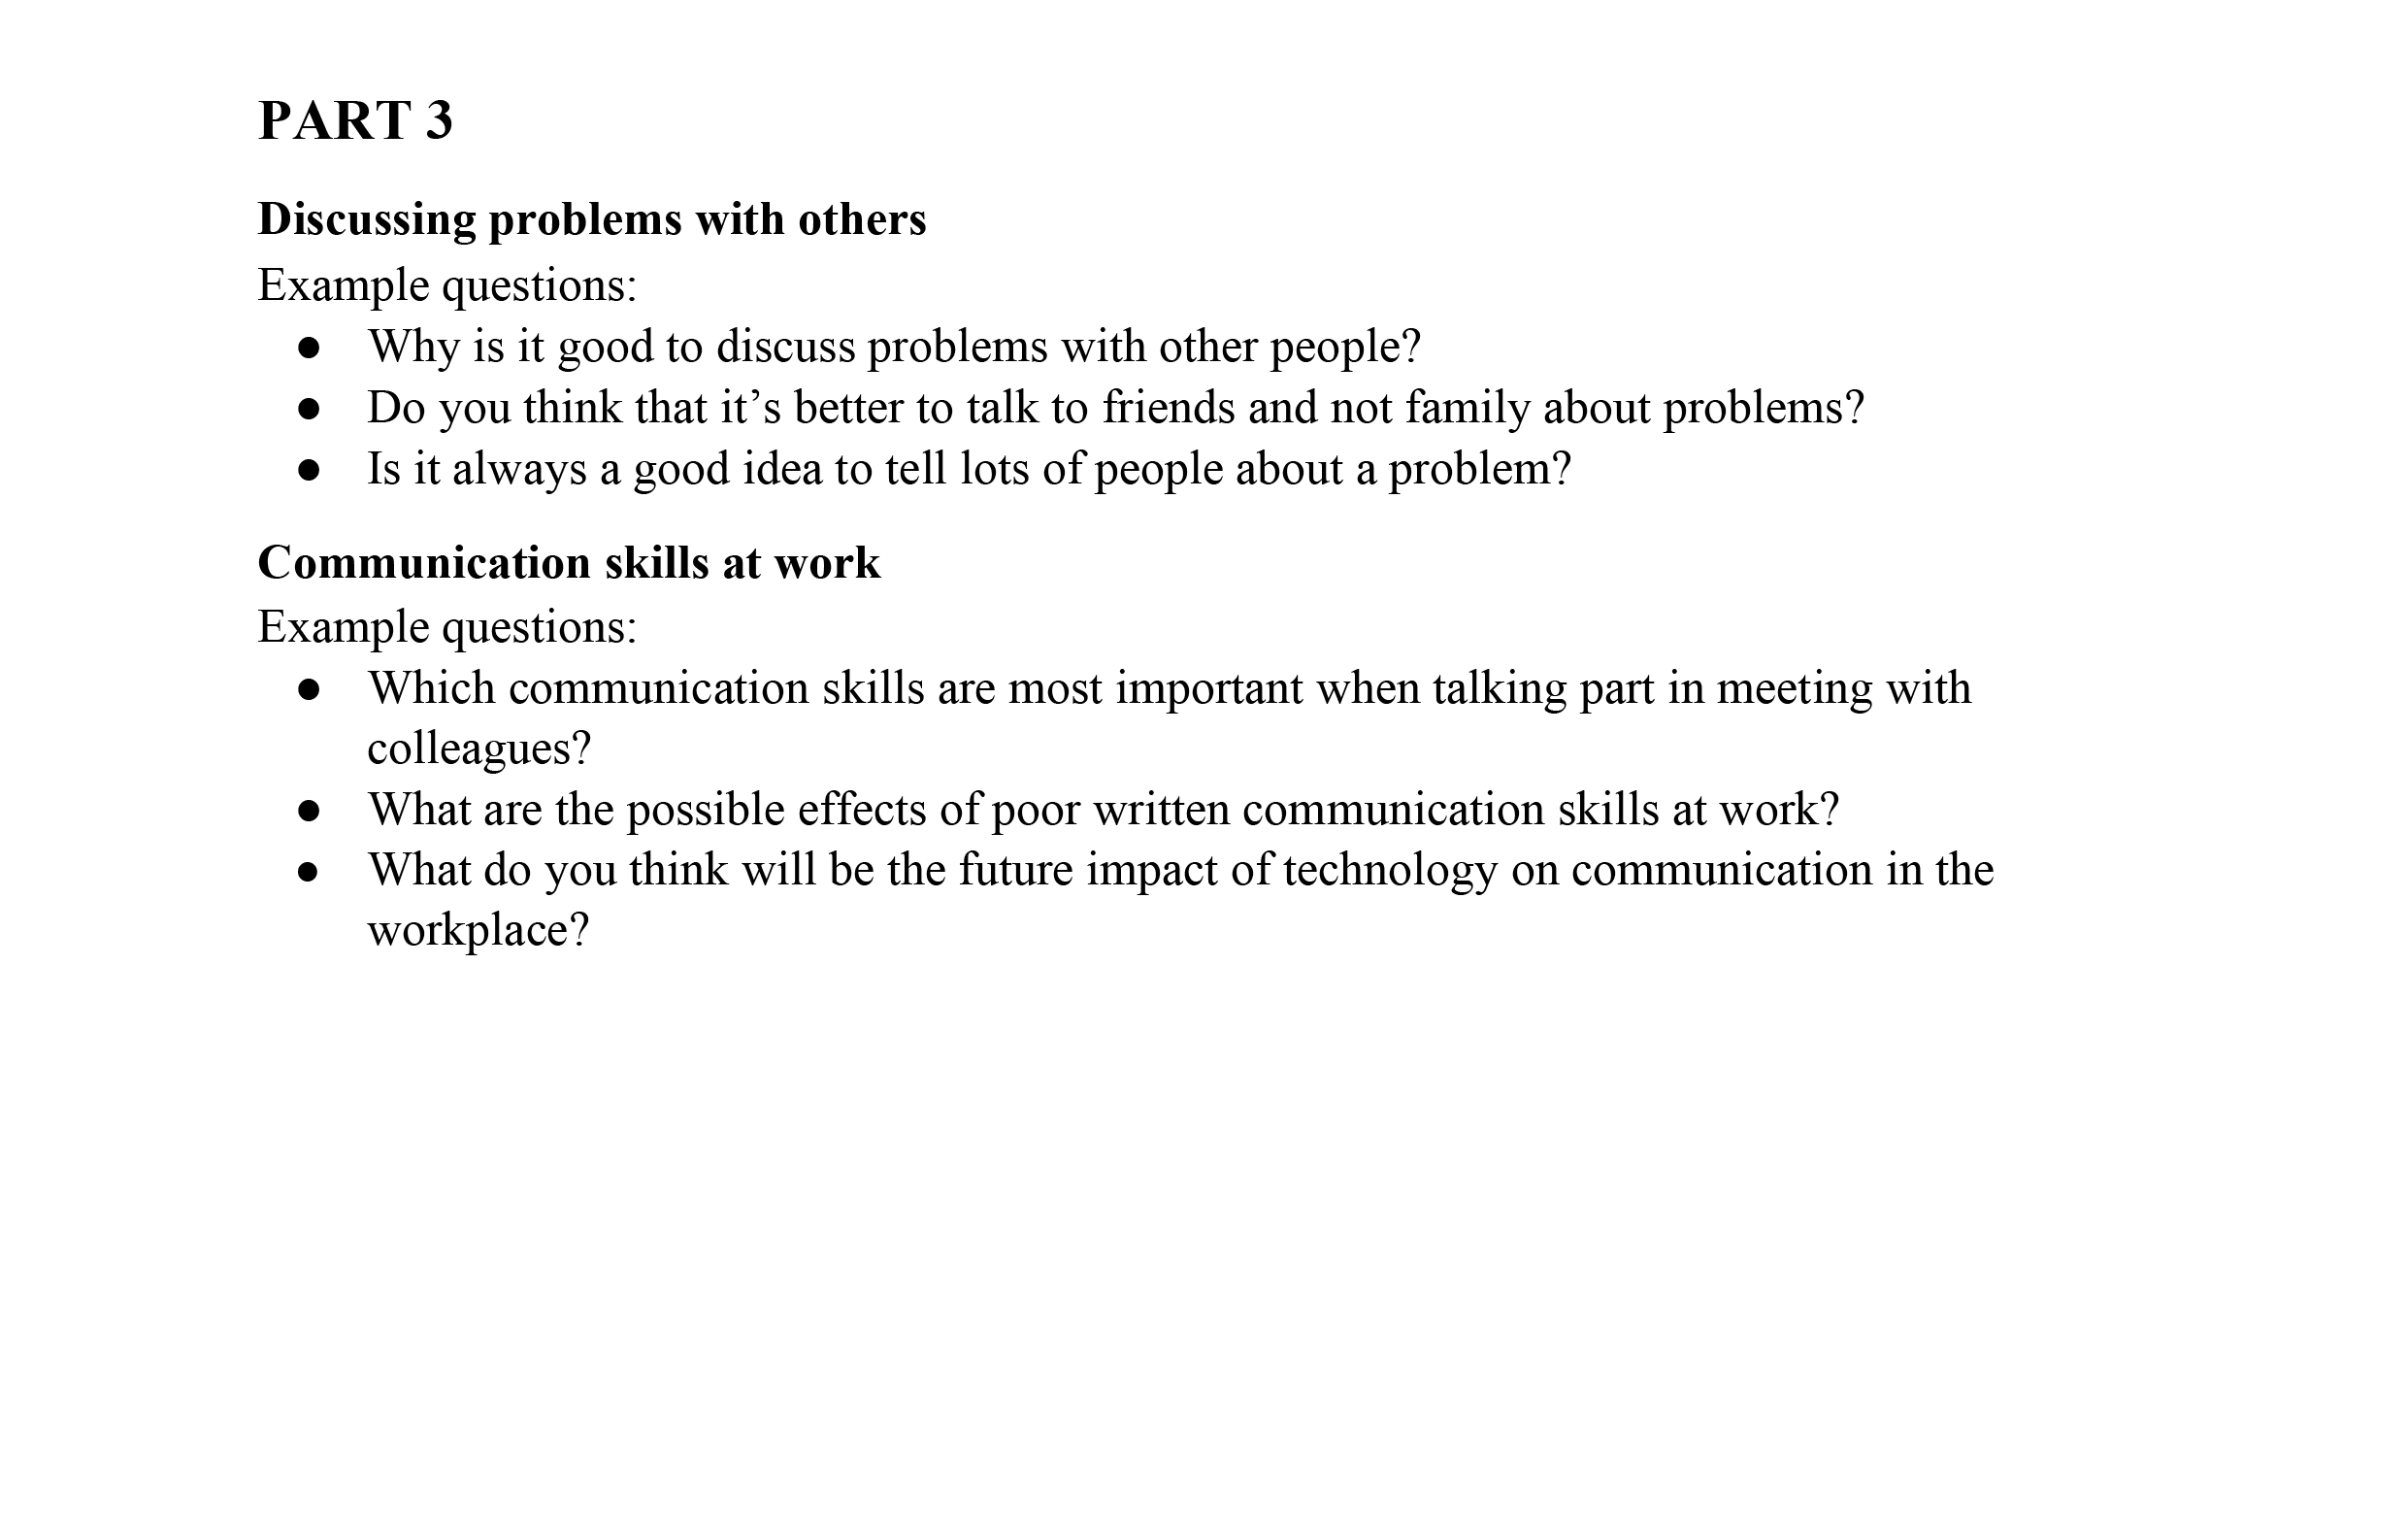 PART 3
Discussing problems with others
Example questions:
● Why is it good to discuss problems with other people?
● Do you think that it’s better to talk to friends and not family about problems?
● Is it always a good idea to tell lots of people about a problem?
Communication skills at work
Example questions:
● Which communication skills are most important when talking part in meeting with
colleagues?
● What are the possible effects of poor written communication skills at work?
● What do you think will be the future impact of technology on communication in the
workplace?